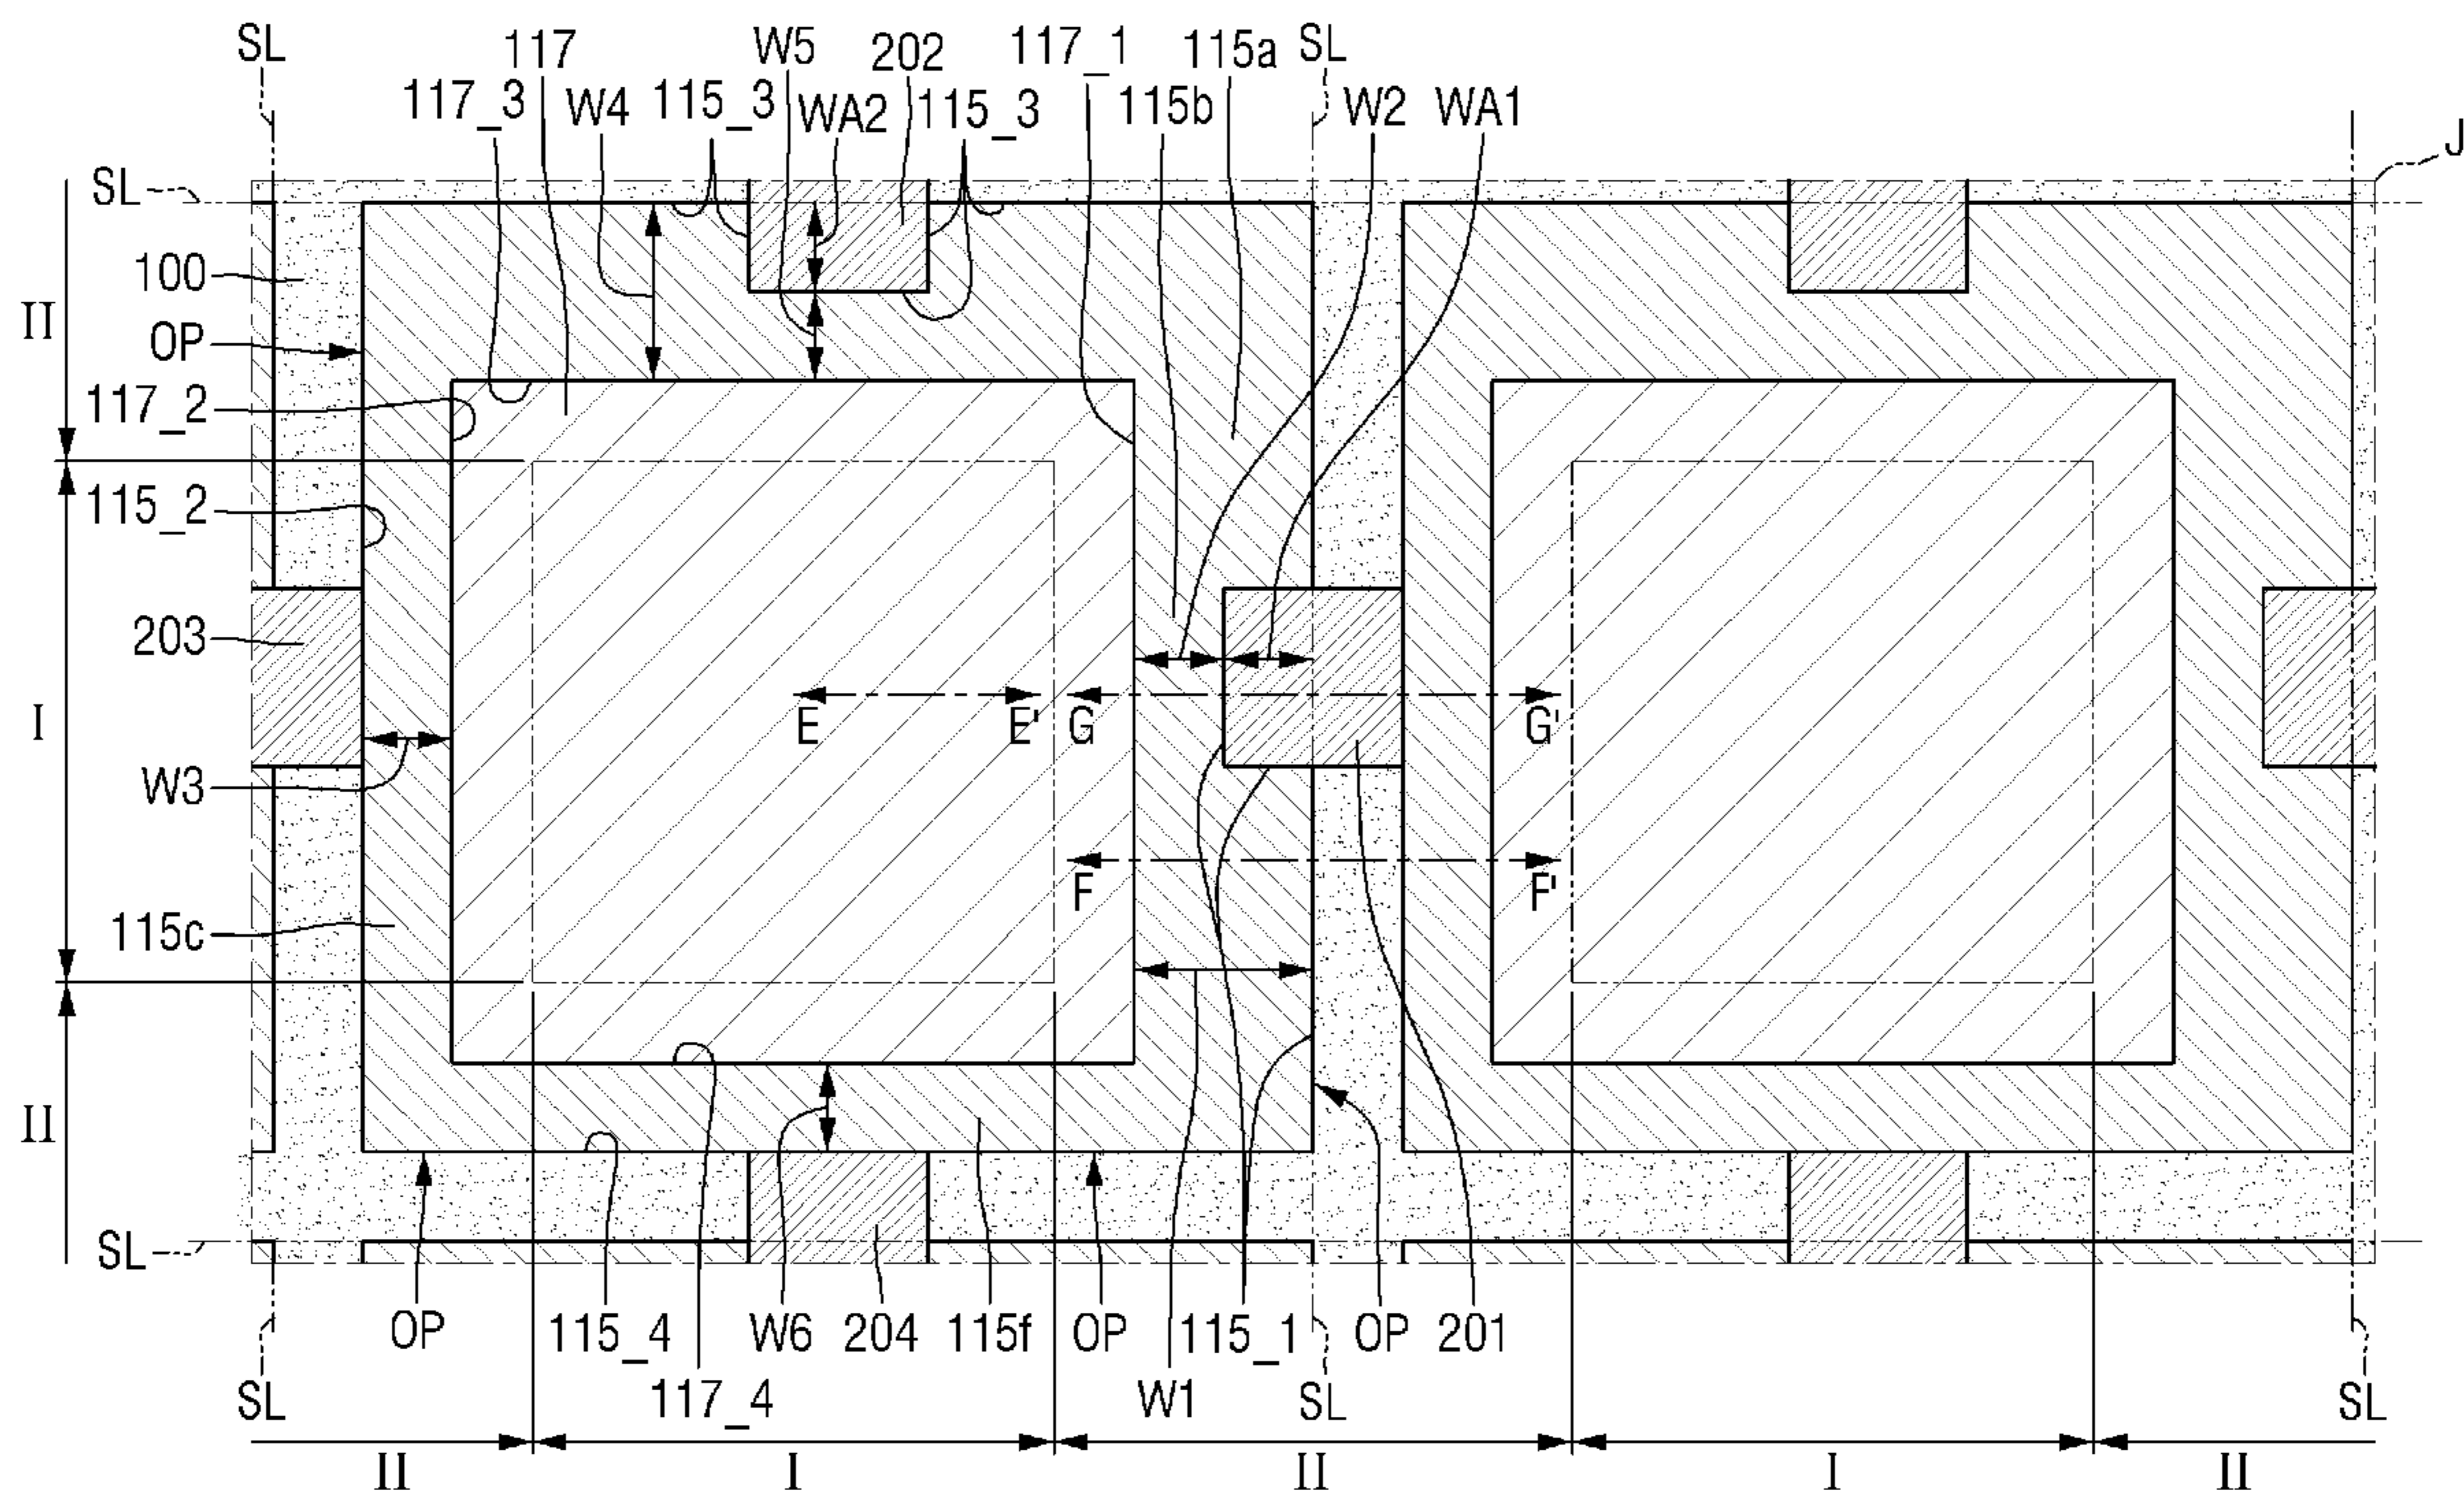 SL 117 W5 202 117_1 115a SL
117_3 W4 115_3 WA2 115_3 115b W2 WA1 J
SL
100
II
OP
117_2
115_2
203
I
E E' G G'
W3
F F'
115c
II
SL
OP 115_4 W6 204 115f OP 115_1 OP 201
SL 117_4 W1 SL SL
II I II I II